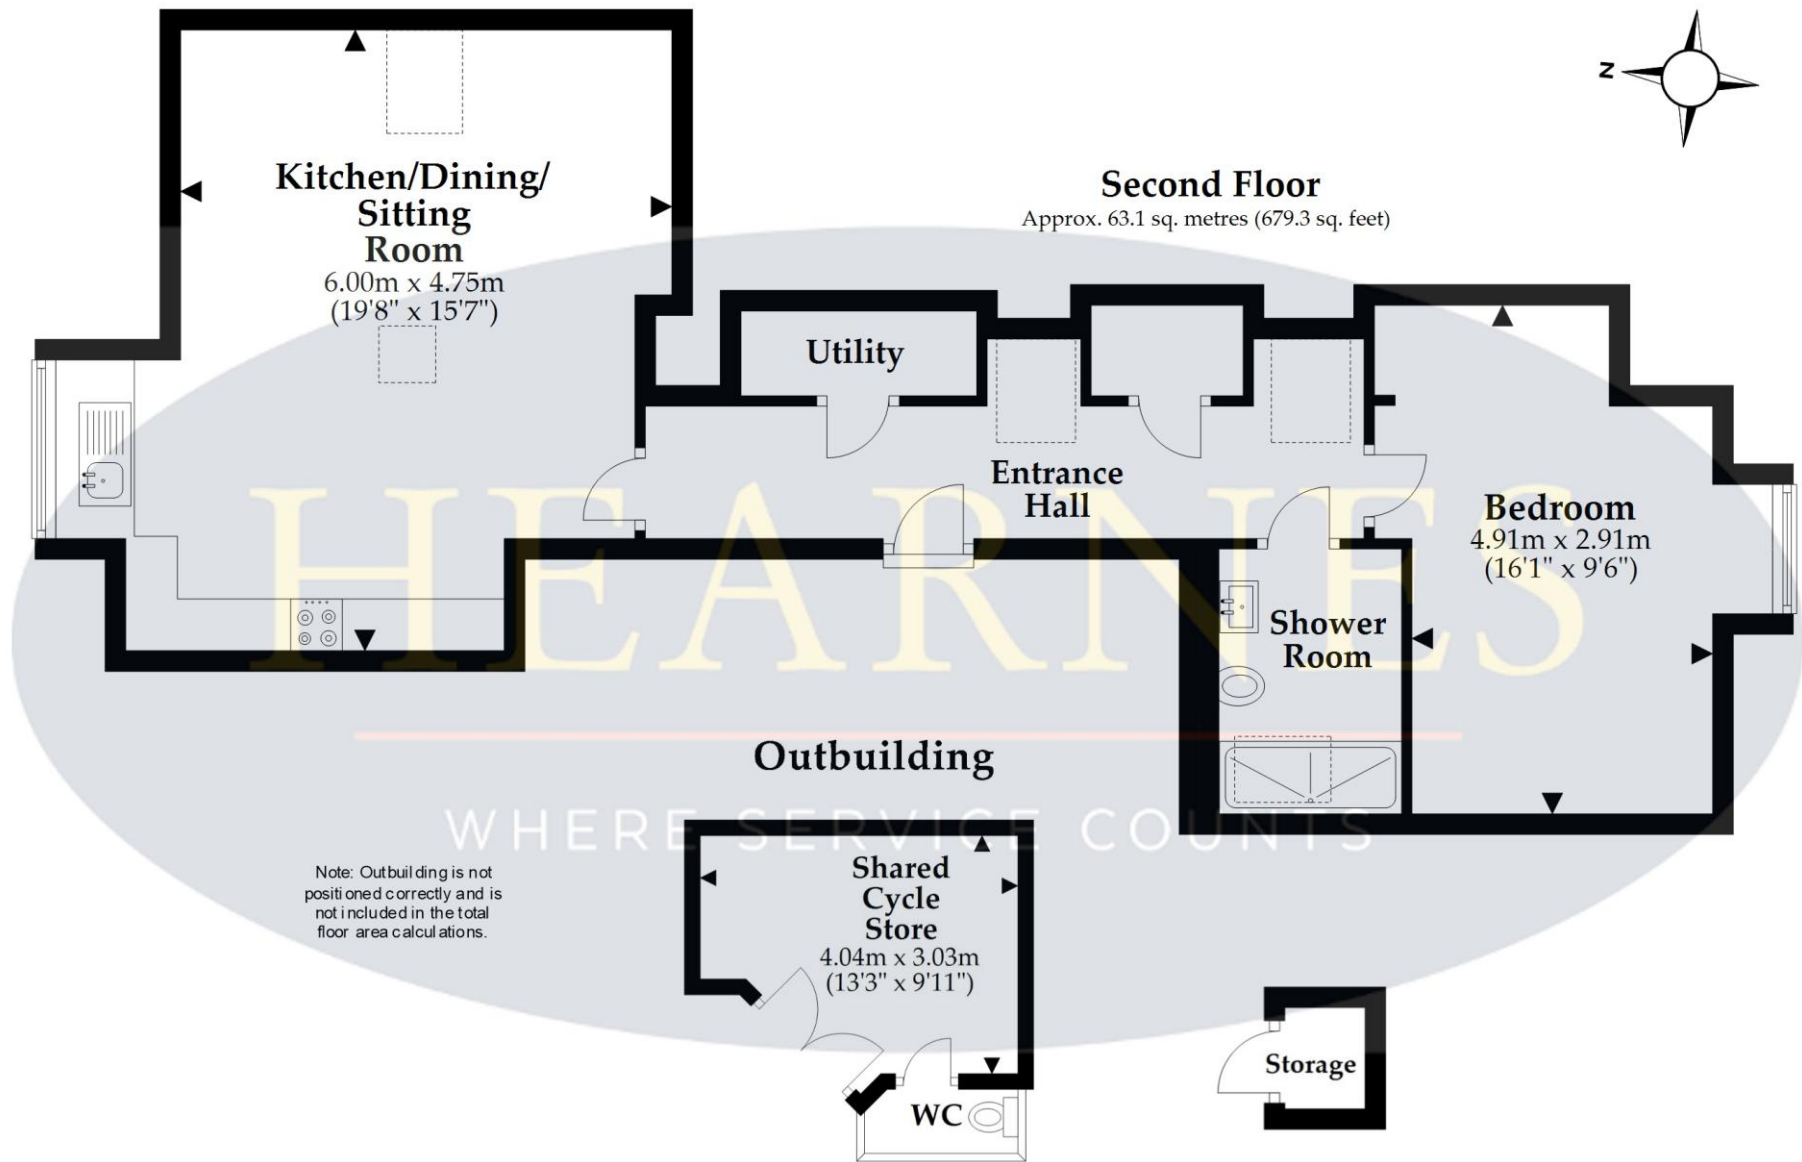 N
Kitchen/Dining/
Sitting
Room
6.00m x 4.75m
(19'8" x 15'7")
Second Floor
Approx. 63.1 sq. metres (679.3 sq. feet)
Utility
Entrance
Hall
Bedroom
4.91m x 2.91m
(16'1" x 9'6")
HEARNES
Shower
Room
Outbuilding
WHERE SERVICE COUNTS
Note: Outbuilding is not
positioned correctly and is
not included in the total
floor area calculations.
Shared
Cycle
Store
4.04m x 3.03m
(13'3" x 9'11")
Storage
WC